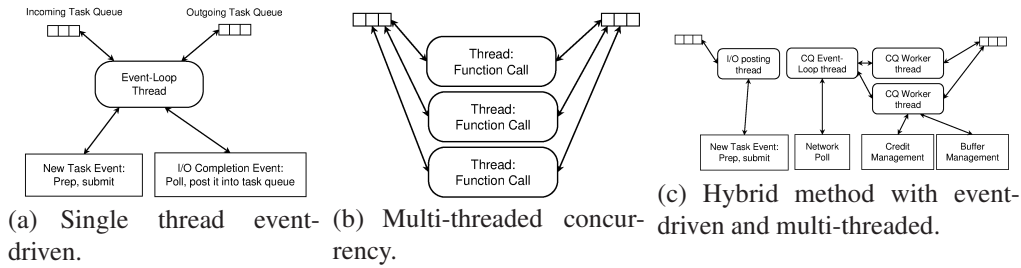 Incoming Task Queue
Outgoing Task Queue
Event-Loop
Thread
New Task Event:
Prep, submit
I/O Completion Event:
Poll, post it into task queue
(a) Single thread event-
driven.
Thread:
Function Call
Thread:
Function Call
Thread:
Function Call
(b) Multi-threaded concur-
rency.
I/O posting
thread
CQ Event-
Loop thread
CQ Worker
thread
CQ Worker
thread
New Task Event:
Prep, submit
Network
Poll
Credit
Management
Buffer
Management
(c) Hybrid method with event-
driven and multi-threaded.